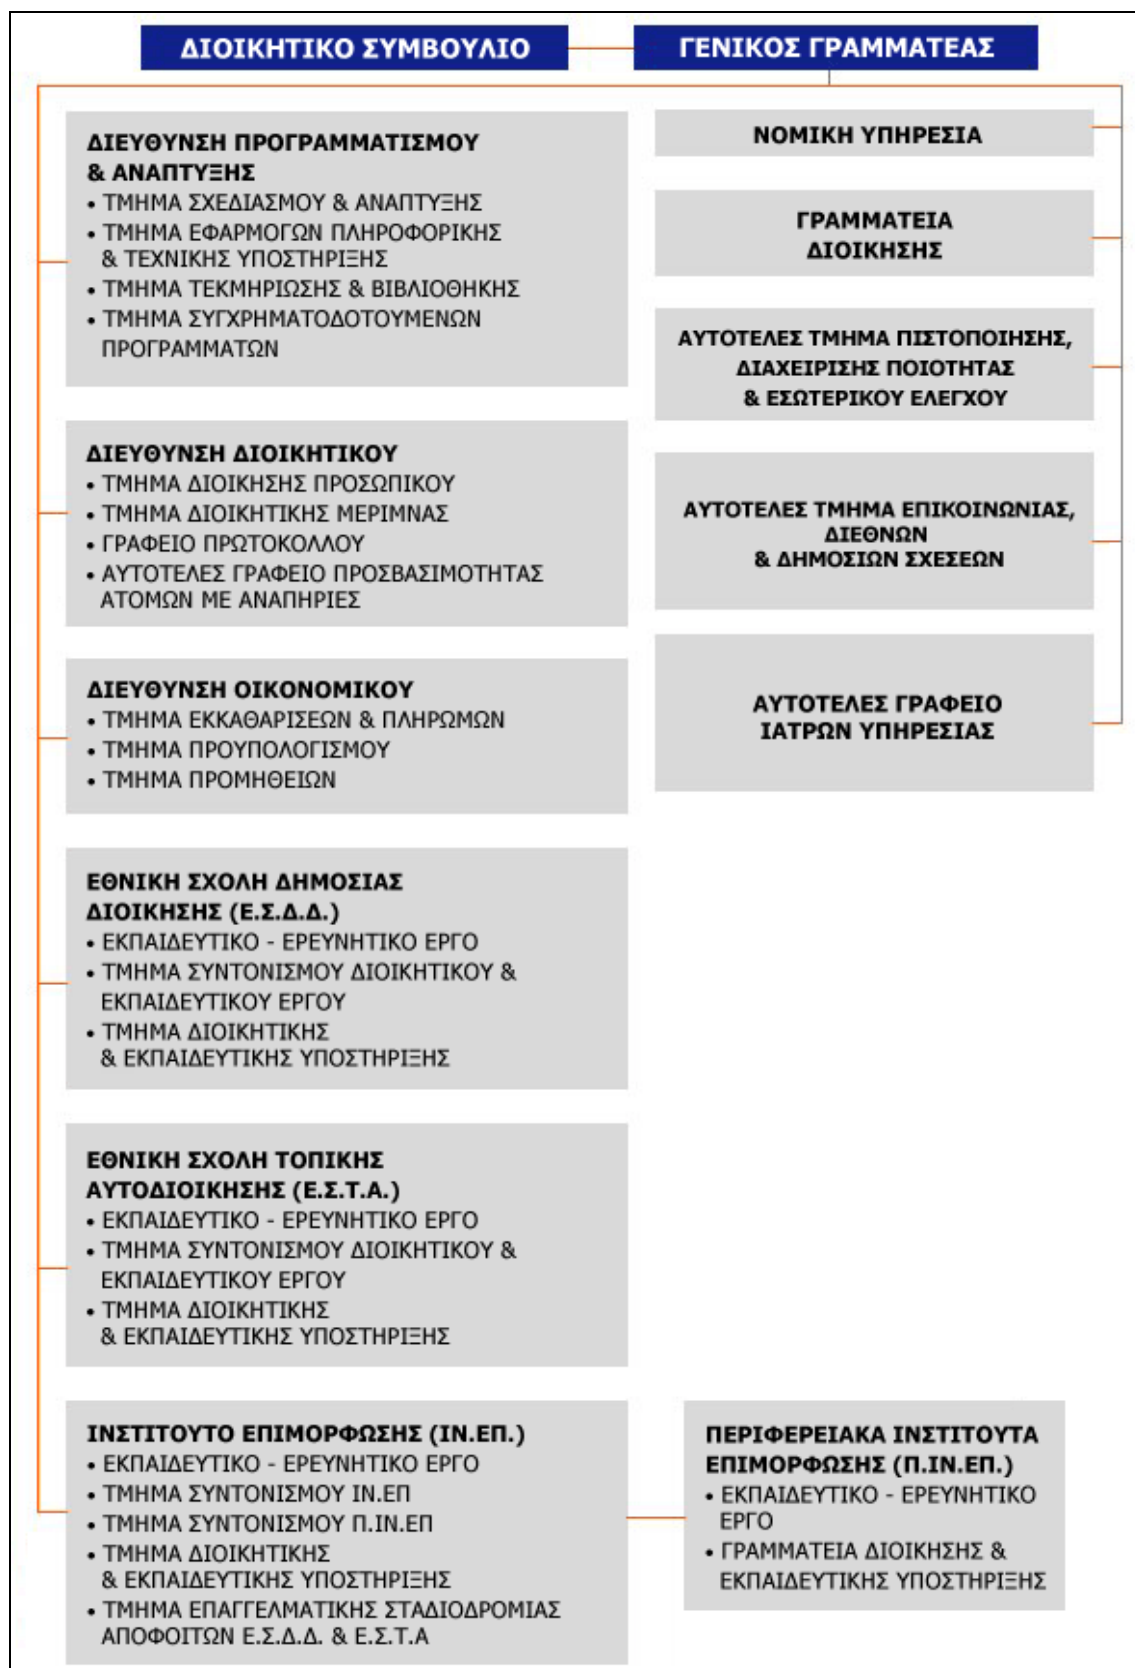 ΔΙΟΙΚΗΤΙΚΟ ΣΥΜΒΟΥΛΙΟ
ΓΕΝΙΚΟΣ ΓΡΑΜΜΑΤΕΑΣ
ΔΙΕΥΘΥΝΣΗ ΠΡΟΓΡΑΜΜΑΤΙΣΜΟΥ
& ΑΝΑΠΤΥΞΗΣ
• ΤΜΗΜΑ ΣΧΕΔΙΑΣΜΟΥ & ΑΝΑΠΤΥΞΗΣ
• ΤΜΗΜΑ ΕΦΑΡΜΟΓΩΝ ΠΛΗΡΟΦΟΡΙΚΗΣ
& ΤΕΧΝΙΚΗΣ ΥΠΟΣΤΗΡΙΞΗΣ
• ΤΜΗΜΑ ΤΕΚΜΗΡΙΩΣΗΣ & ΒΙΒΛΙΟΘΗΚΗΣ
• ΤΜΗΜΑ ΣΥΓΧΡΗΜΑΤΟΔΟΤΟΥΜΕΝΩΝ
ΠΡΟΓΡΑΜΜΑΤΩΝ
ΔΙΕΥΘΥΝΣΗ ΔΙΟΙΚΗΤΙΚΟΥ
• ΤΜΗΜΑ ΔΙΟΙΚΗΣΗΣ ΠΡΟΣΩΠΙΚΟΥ
• ΤΜΗΜΑ ΔΙΟΙΚΗΤΙΚΗΣ ΜΕΡΙΜΝΑΣ
• ΓΡΑΦΕΙΟ ΠΡΩΤΟΚΟΛΛΟΥ
• ΑΥΤΟΤΕΛΕΣ ΓΡΑΦΕΙΟ ΠΡΟΣΒΑΣΙΜΟΤΗΤΑΣ
ΑΤΟΜΩΝ ΜΕ ΑΝΑΠΗΡΙΕΣ
ΔΙΕΥΘΥΝΣΗ ΟΙΚΟΝΟΜΙΚΟΥ
• ΤΜΗΜΑ ΕΚΚΑΘΑΡΙΣΕΩΝ & ΠΛΗΡΩΜΩΝ
• ΤΜΗΜΑ ΠΡΟΥΠΟΛΟΓΙΣΜΟΥ
• ΤΜΗΜΑ ΠΡΟΜΗΘΕΙΩΝ
ΕΘΝΙΚΗ ΣΧΟΛΗ ΔΗΜΟΣΙΑΣ
ΔΙΟΙΚΗΣΗΣ (Ε.Σ.Δ.Δ.)
• ΕΚΠΑΙΔΕΥΤΙΚΟ - ΕΡΕΥΝΗΤΙΚΟ ΕΡΓΟ
• ΤΜΗΜΑ ΣΥΝΤΟΝΙΣΜΟΥ ΔΙΟΙΚΗΤΙΚΟΥ &
ΕΚΠΑΙΔΕΥΤΙΚΟΥ ΕΡΓΟΥ
• ΤΜΗΜΑ ΔΙΟΙΚΗΤΙΚΗΣ
& ΕΚΠΑΙΔΕΥΤΙΚΗΣ ΥΠΟΣΤΗΡΙΞΗΣ
ΕΘΝΙΚΗ ΣΧΟΛΗ ΤΟΠΙΚΗΣ
ΑΥΤΟΔΙΟΙΚΗΣΗΣ (Ε.Σ.Τ.Α.)
• ΕΚΠΑΙΔΕΥΤΙΚΟ - ΕΡΕΥΝΗΤΙΚΟ ΕΡΓΟ
• ΤΜΗΜΑ ΣΥΝΤΟΝΙΣΜΟΥ ΔΙΟΙΚΗΤΙΚΟΥ &
ΕΚΠΑΙΔΕΥΤΙΚΟΥ ΕΡΓΟΥ
• ΤΜΗΜΑ ΔΙΟΙΚΗΤΙΚΗΣ
& ΕΚΠΑΙΔΕΥΤΙΚΗΣ ΥΠΟΣΤΗΡΙΞΗΣ
ΙΝΣΤΙΤΟΥΤΟ ΕΠΙΜΟΡΦΩΣΗΣ (ΙΝ.ΕΠ.)
• ΕΚΠΑΙΔΕΥΤΙΚΟ - ΕΡΕΥΝΗΤΙΚΟ ΕΡΓΟ
• ΤΜΗΜΑ ΣΥΝΤΟΝΙΣΜΟΥ ΙΝ.ΕΠ
• ΤΜΗΜΑ ΣΥΝΤΟΝΙΣΜΟΥ Π.ΙΝ.ΕΠ
• ΤΜΗΜΑ ΔΙΟΙΚΗΤΙΚΗΣ
& ΕΚΠΑΙΔΕΥΤΙΚΗΣ ΥΠΟΣΤΗΡΙΞΗΣ
• ΤΜΗΜΑ ΕΠΑΓΓΕΛΜΑΤΙΚΗΣ ΣΤΑΔΙΟΔΡΟΜΙΑΣ
ΑΠΟΦΟΙΤΩΝ Ε.Σ.Δ.Δ. & Ε.Σ.Τ.Α
ΝΟΜΙΚΗ ΥΠΗΡΕΣΙΑ
ΓΡΑΜΜΑΤΕΙΑ
ΔΙΟΙΚΗΣΗΣ
ΑΥΤΟΤΕΛΕΣ ΤΜΗΜΑ ΠΙΣΤΟΠΟΙΗΣΗΣ,
ΔΙΑΧΕΙΡΙΣΗΣ ΠΟΙΟΤΗΤΑΣ
& ΕΣΩΤΕΡΙΚΟΥ ΕΛΕΓΧΟΥ
ΑΥΤΟΤΕΛΕΣ ΤΜΗΜΑ ΕΠΙΚΟΙΝΩΝΙΑΣ,
ΔΙΕΘΝΩΝ
& ΔΗΜΟΣΙΩΝ ΣΧΕΣΕΩΝ
ΑΥΤΟΤΕΛΕΣ ΓΡΑΦΕΙΟ
ΙΑΤΡΩΝ ΥΠΗΡΕΣΙΑΣ
ΠΕΡΙΦΕΡΕΙΑΚΑ ΙΝΣΤΙΤΟΥΤΑ
ΕΠΙΜΟΡΦΩΣΗΣ (Π.ΙΝ.ΕΠ.)
• ΕΚΠΑΙΔΕΥΤΙΚΟ - ΕΡΕΥΝΗΤΙΚΟ
ΕΡΓΟ
• ΓΡΑΜΜΑΤΕΙΑ ΔΙΟΙΚΗΣΗΣ &
ΕΚΠΑΙΔΕΥΤΙΚΗΣ ΥΠΟΣΤΗΡΙΞΗΣ